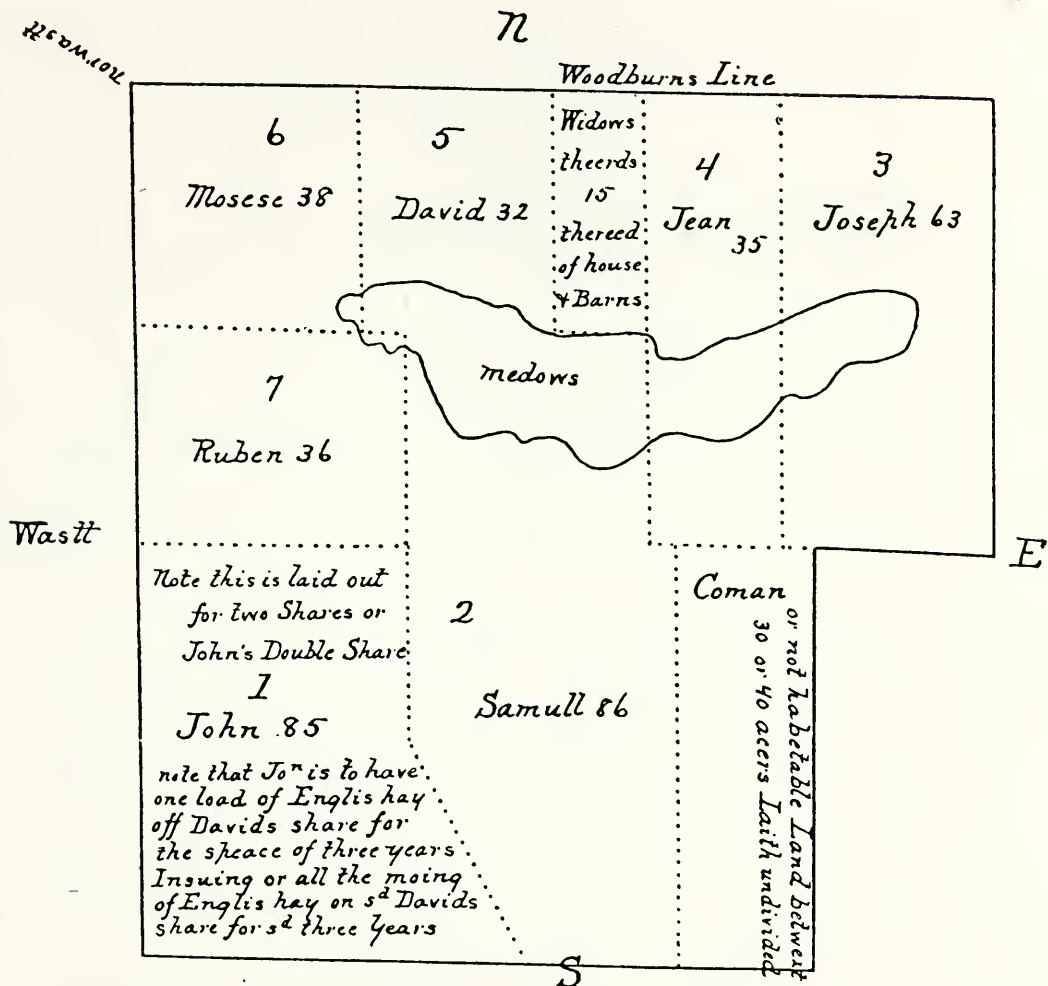 N
nor.wastt
Woodburns Line
6
Mosese 38
5
David 32
Widows
theerds
15
thereed
of house
& Barns
4
Jean
35
3
Joseph 63
medows
7
Ruben 36
Wastt
E
Note this is laid out
for two Shares or
John's Double Share
1
John .85
note that Joⁿ is to have
one load of Englis hay
off Davids share for
the speace of three years
Insuing or all the moing
of Englis hay on sᵈ Davids
share for sᵈ three Years
2
Samull 86
Coman
or not habetable Land betwext
30 or 40 acers Laith undivided
S